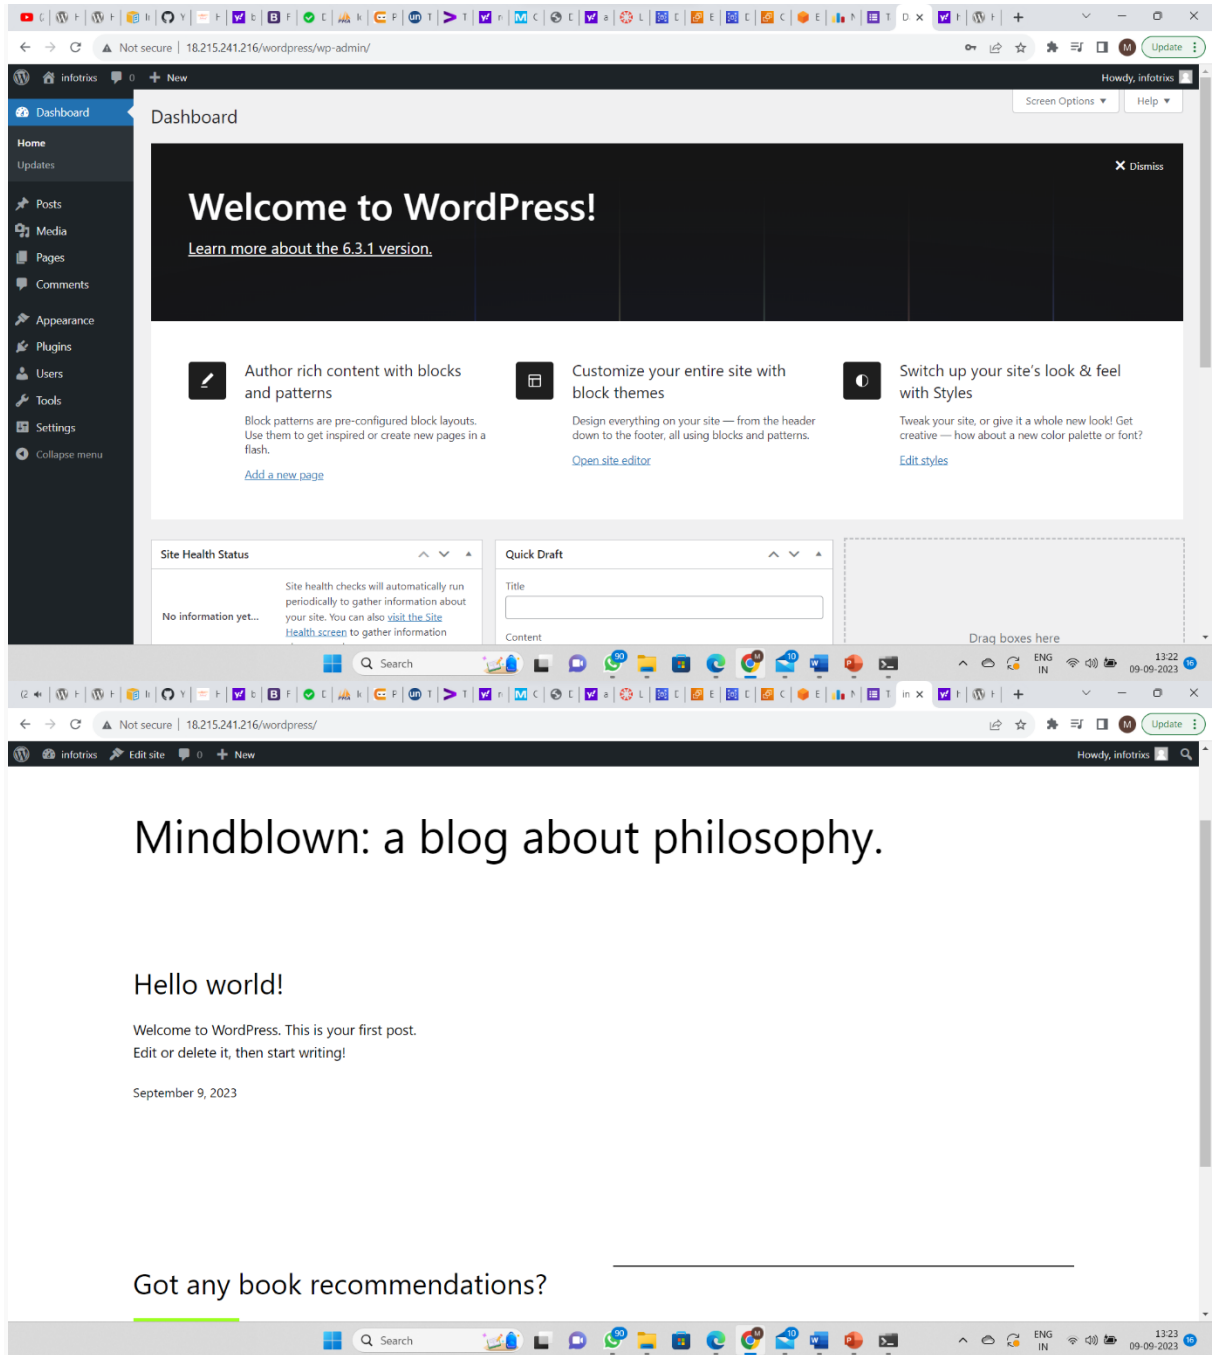 Not secure | 18.215.241.216/wordpress/wp-admin/
M Update
infotrixs 0 + New Howdy, infotrixs
Screen Options ▼ Help ▼
Dashboard
Dashboard
Home
Updates
Posts
Media
Pages
Comments
Appearance
Plugins
Users
Tools
Settings
Collapse menu
Dismiss
Welcome to WordPress!
Learn more about the 6.3.1 version.
Author rich content with blocks
and patterns
Block patterns are pre-configured block layouts.
Use them to get inspired or create new pages in a
flash.
Add a new page
Customize your entire site with
block themes
Design everything on your site — from the header
down to the footer, all using blocks and patterns.
Open site editor
Switch up your site's look & feel
with Styles
Tweak your site, or give it a whole new look! Get
creative — how about a new color palette or font?
Edit styles
Site Health Status
No information yet...
Site health checks will automatically run
periodically to gather information about
your site. You can also visit the Site
Health screen to gather information
Quick Draft
Title
Content
Drag boxes here
Search 90 10 ENG IN 13:22 09-09-2023 16
Not secure | 18.215.241.216/wordpress/
M Update
infotrixs Edit site 0 + New Howdy, infotrixs
Mindblown: a blog about philosophy.
Hello world!
Welcome to WordPress. This is your first post.
Edit or delete it, then start writing!
September 9, 2023
Got any book recommendations?
Search 90 10 ENG IN 13:23 09-09-2023 16